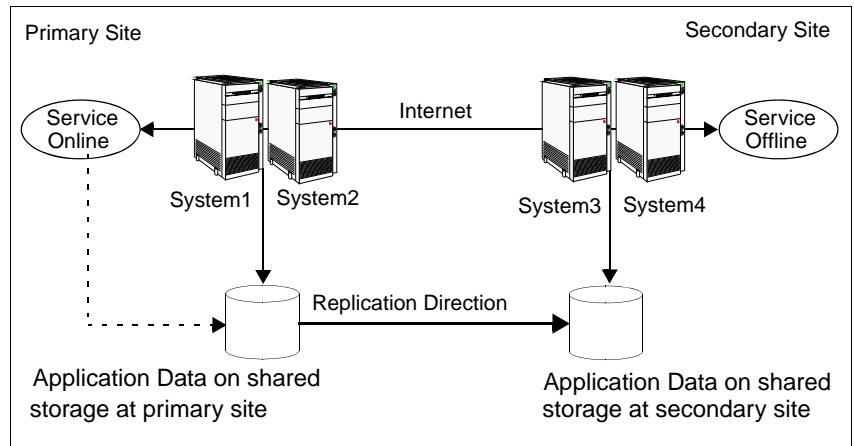 Primary Site
Secondary Site
Service
Online
Internet
Service
Offline
System1
System2
System3
System4
Replication Direction
Application Data on shared
storage at primary site
Application Data on shared
storage at secondary site